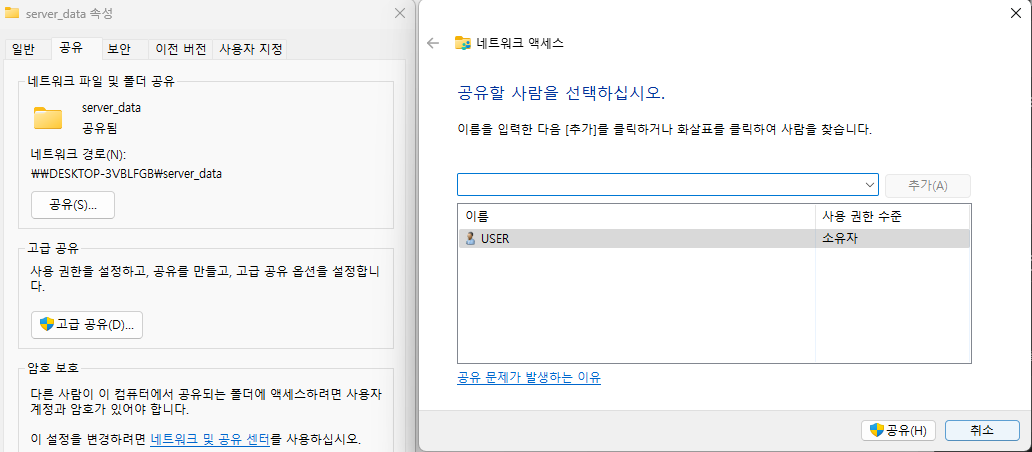 server_data 속성
일반 공유 보안 이전 버전 사용자 지정
네트워크 파일 및 폴더 공유
server_data
공유됨
네트워크 경로(N):
₩₩DESKTOP-3VBLFGB₩server_data
공유(S)...
고급 공유
사용 권한을 설정하고, 공유를 만들고, 고급 공유 옵션을 설정합니
다.
고급 공유(D)...
암호 보호
다른 사람이 이 컴퓨터에서 공유되는 폴더에 액세스하려면 사용자
계정과 암호가 있어야 합니다.
이 설정을 변경하려면 네트워크 및 공유 센터를 사용하십시오.
네트워크 액세스
공유할 사람을 선택하십시오.
이름을 입력한 다음 [추가]를 클릭하거나 화살표를 클릭하여 사람을 찾습니다.
추가(A)
이름 사용 권한 수준
USER 소유자
공유 문제가 발생하는 이유
공유(H) 취소